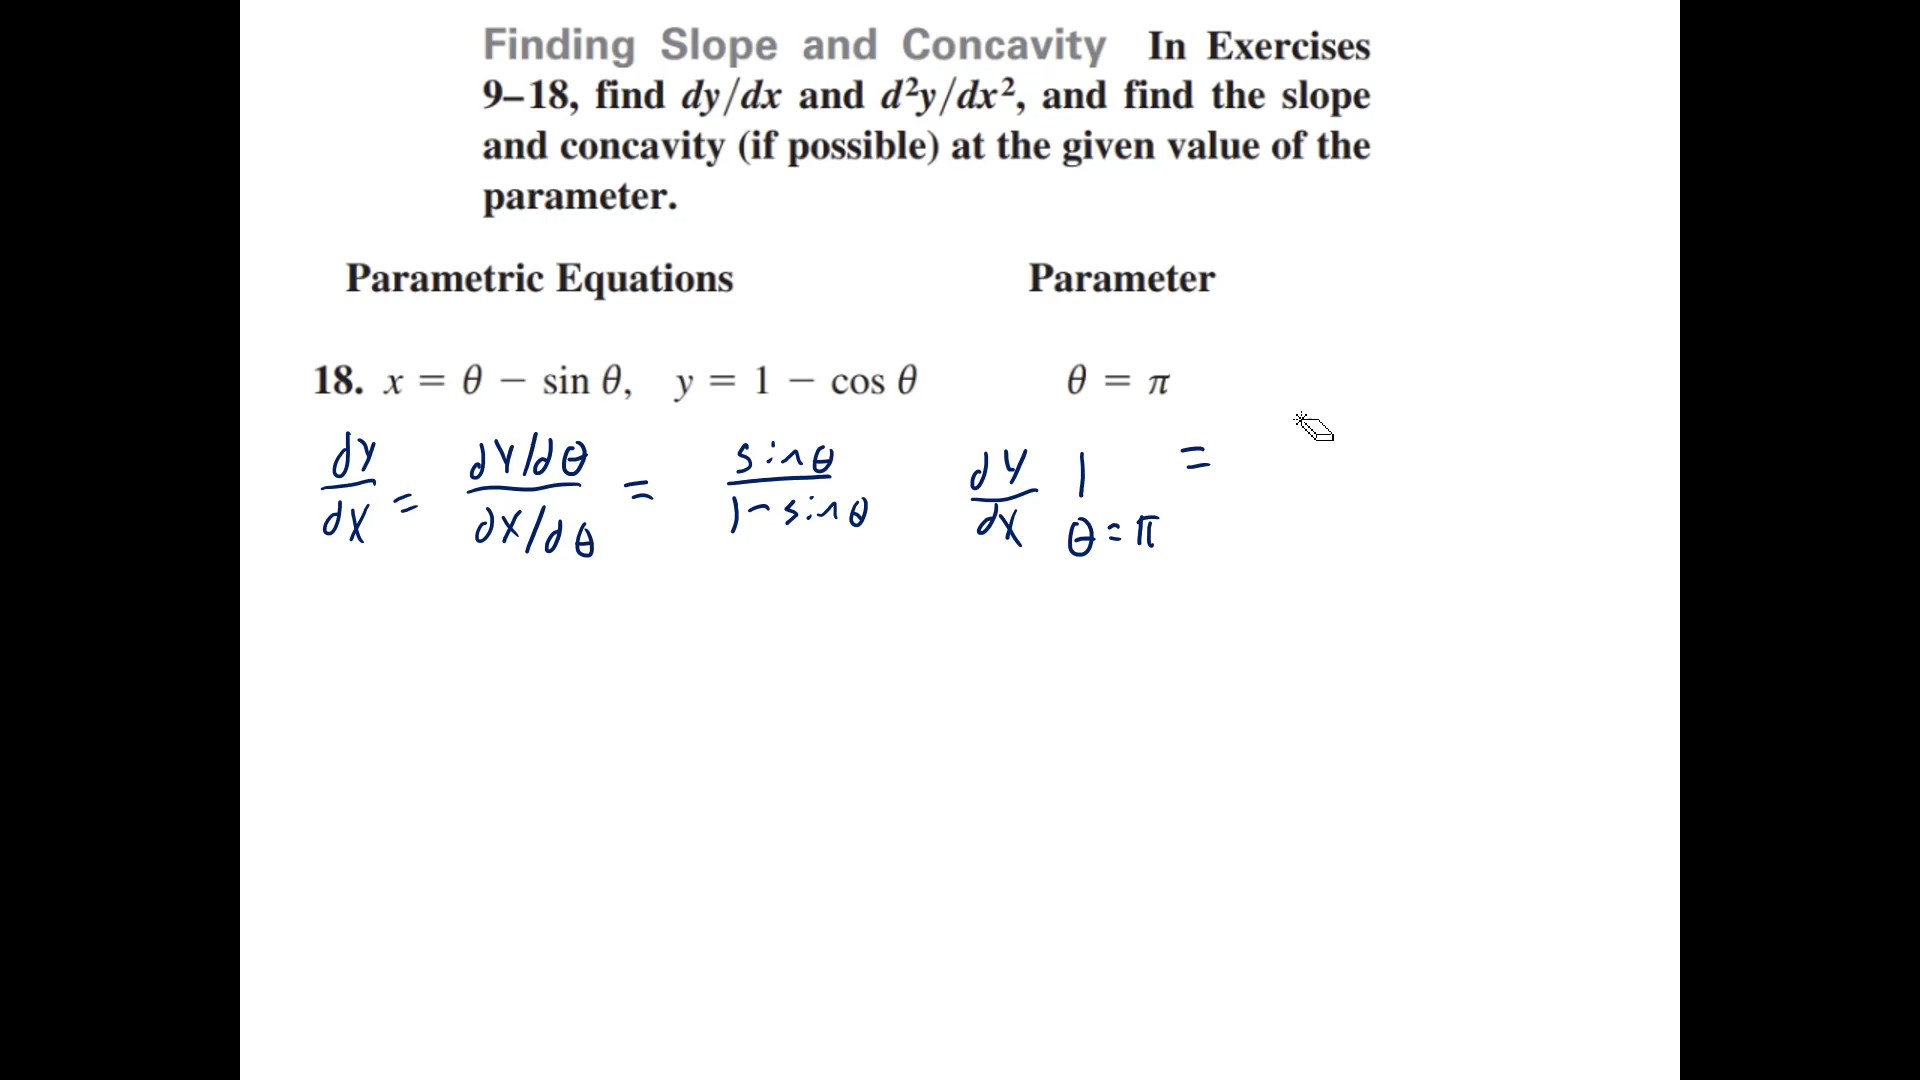 Finding Slope and Concavity In Exercises
9–18, find dy/dx and d²y/dx², and find the slope
and concavity (if possible) at the given value of the
parameter.
Parametric Equations Parameter
18. x = θ − sin θ, y = 1 − cos θ θ = π
dy/dx = (dy/dθ)/(dx/dθ) = sinθ/(1-sinθ) dy/dx | θ=π =